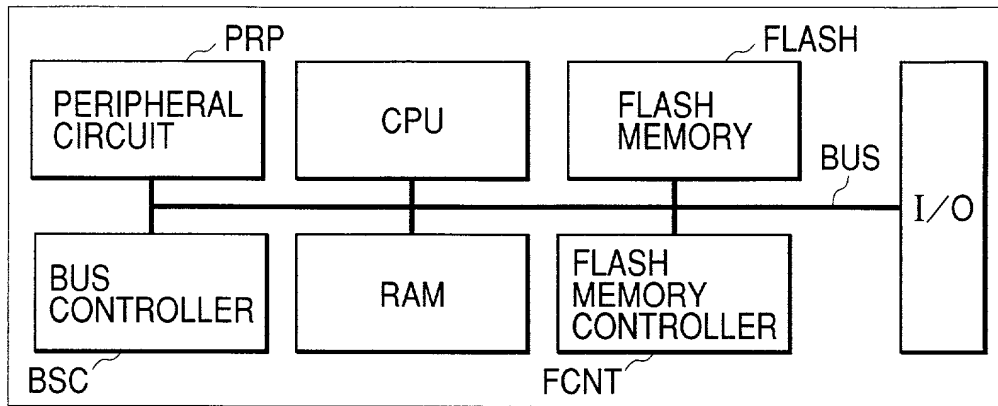 PRP
FLASH
PERIPHERAL
CIRCUIT
CPU
FLASH
MEMORY
BUS
I/O
BUS
CONTROLLER
RAM
FLASH
MEMORY
CONTROLLER
BSC
FCNT